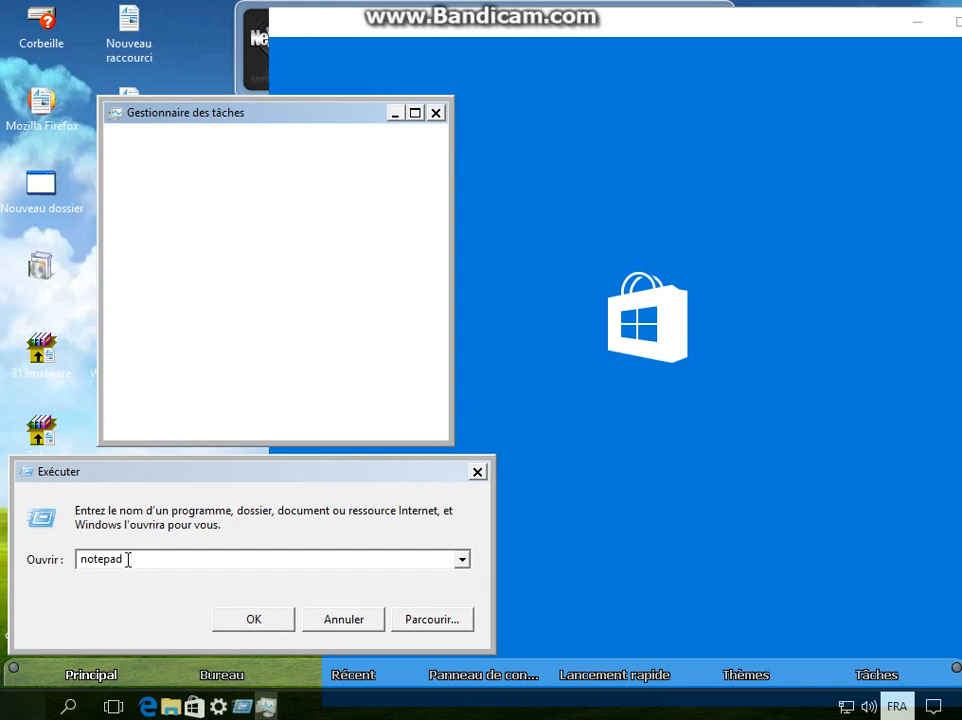 www.Bandicam.com
Corbeille
Nouveau
raccourci
Gestionnaire des tâches
Mozilla Firefox
Nouveau dossier
813malware
Exécuter
Entrez le nom d'un programme, dossier, document ou ressource Internet, et
Windows l'ouvrira pour vous.
Ouvrir :
notepad
OK
Annuler
Parcourir...
Principal
Bureau
Récent
Panneau de con...
Lancement rapide
Thèmes
Tâches
FRA